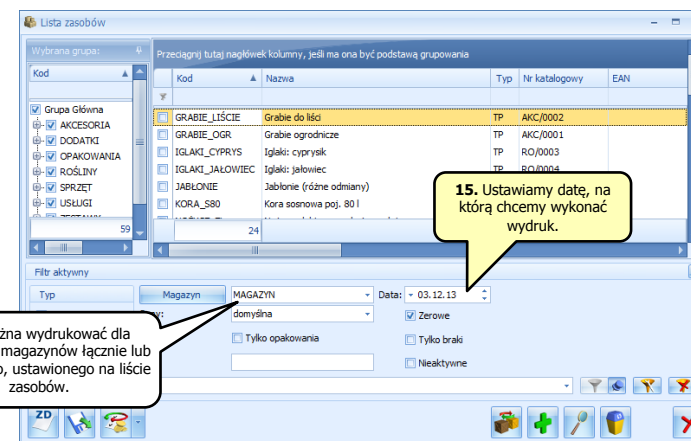 Lista zasobów
Wybrana grupa:
Przeciągnij tutaj nagłówek kolumny, jeśli ma ona być podstawą grupowania
Kod
Kod Nazwa Typ Nr katalogowy EAN
Grupa Główna
AKCESORIA
DODATKI
OPAKOWANIA
ROŚLINY
SPRZĘT
USŁUGI
ZESTAWY
59
GRABIE_LIŚCIE Grabie do liści TP AKC/0002
GRABIE_OGR Grabie ogrodnicze TP AKC/0001
IGLAKI_CYPRYS Iglaki: cyprysik TP RO/0003
IGLAKI_JAŁOWIEC Iglaki: jałowiec TP RO/0004
JABŁONIE Jabłonie (różne odmiany)
KORA_S80 Kora sosnowa poj. 80 l
24
15. Ustawiamy datę, na
którą chcemy wykonać
wydruk.
Filtr aktywny
Typ
Magazyn MAGAZYN Data: 03.12.13
domyślna Zerowe
Tylko opakowania Tylko braki
Nieaktywne
wydrukować dla
magazynów łącznie lub
ustawionego na liście
zasobów.
ZD